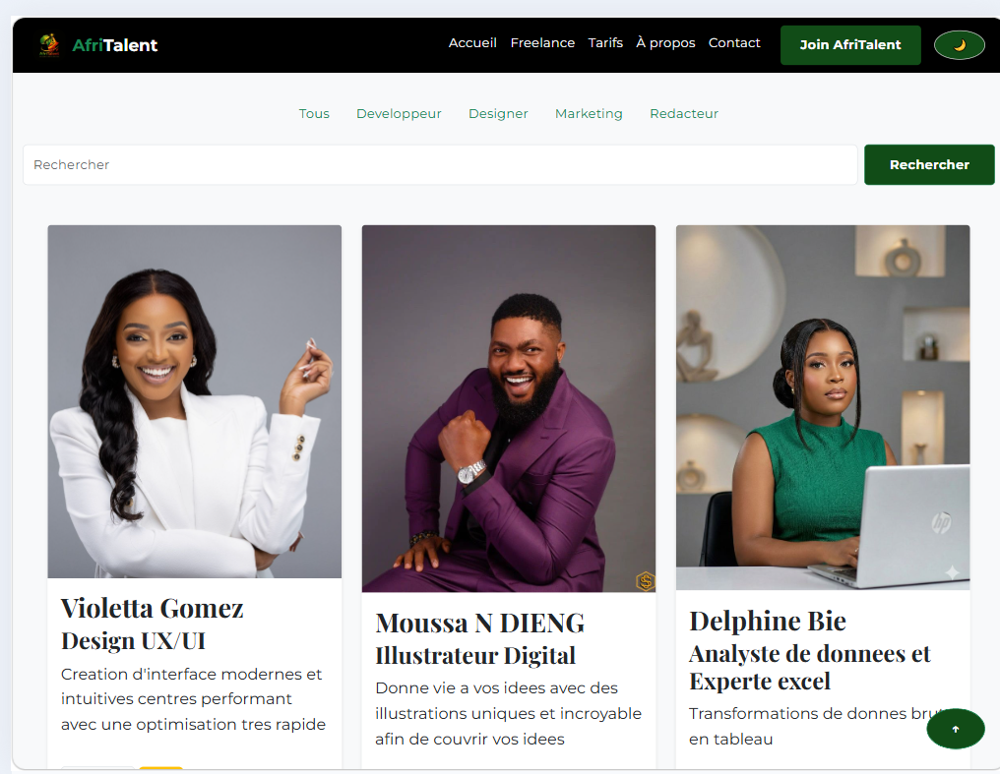 AfriTalent
Accueil Freelance Tarifs À propos Contact
Join AfriTalent
Tous Developpeur Designer Marketing Redacteur
Rechercher
Rechercher
hp
Violetta Gomez
Design UX/UI
Creation d'interface modernes et
intuitives centres performant
avec une optimisation tres rapide
Moussa N DIENG
Illustrateur Digital
Donne vie a vos idees avec des
illustrations uniques et incroyable
afin de couvrir vos idees
Delphine Bie
Analyste de donnees et
Experte excel
Transformations de donnes
en tableau